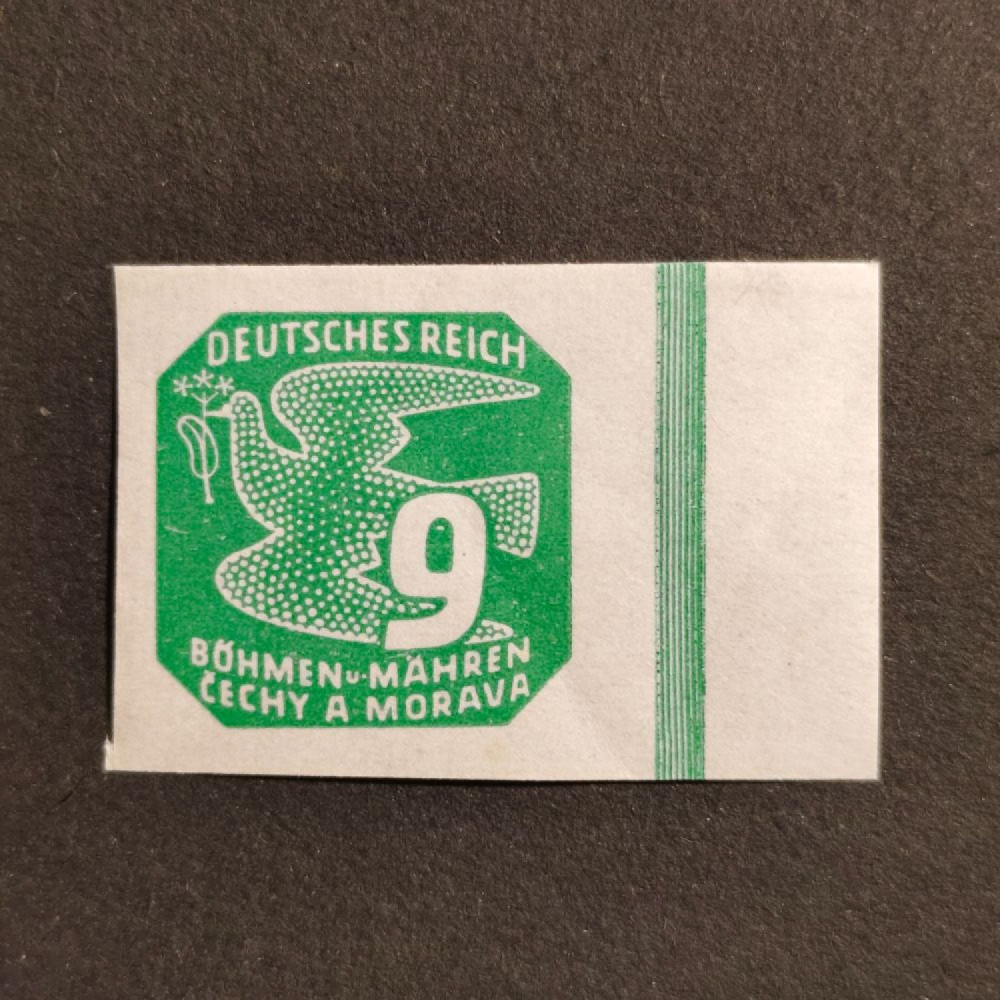 DEUTSCHES REICH
9
BÖHMEN u. MÄHREN
ČECHY A MORAVA